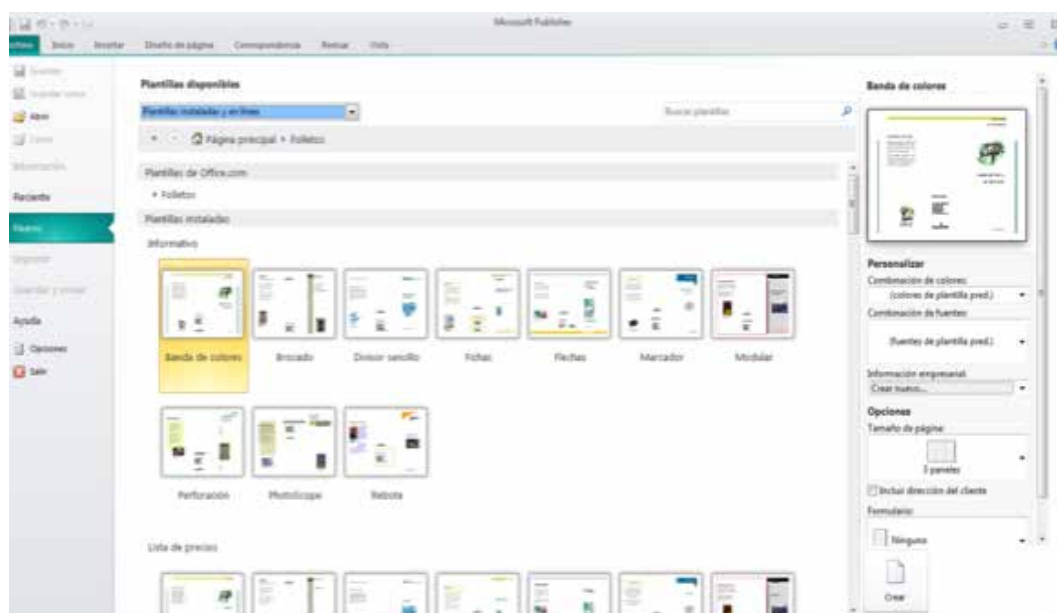 Microsoft Publisher
Inicio Insertar Diseño de página Correspondencia Revisar Vista
Guardar
Guardar como
Abrir
Cerrar
Información
Reciente
Nuevo
Imprimir
Guardar y enviar
Ayuda
Opciones
Salir
Plantillas disponibles
Plantillas instaladas y en línea
Buscar plantillas
Página principal
Folletos
Plantillas de Office.com
Folletos
Plantillas instaladas
Informativo
Banda de colores Brocado Divisor sencillo Fichas Flechas Marcador Modular
Perforación PhotoScope Rebote
Lista de precios
Banda de colores
Personalizar
Combinación de colores:
(colores de plantilla pred.)
Combinación de fuentes:
(fuentes de plantilla pred.)
Información empresarial:
Crear nuevo...
Opciones
Tamaño de página:
3 paneles
Incluir dirección del cliente
Formulario:
Ninguno
Crear